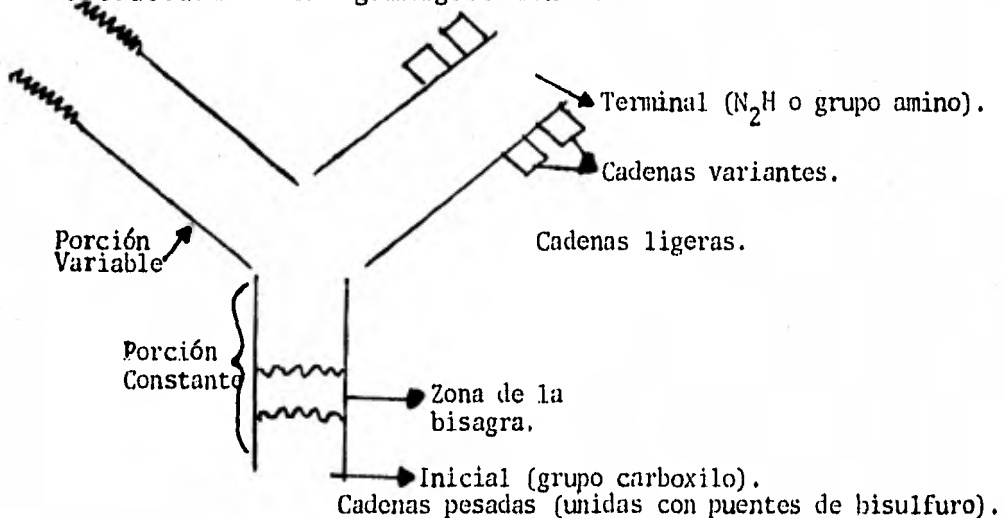 Terminal (N2H o grupo amino).
Cadenas variantes.
Cadenas ligeras.
Porción
Variable
Porción
Constanto
Zona de la
bisagra.
Inicial (grupo carboxilo).
Cadenas pesadas (unidas con puentes de bisulfuro).